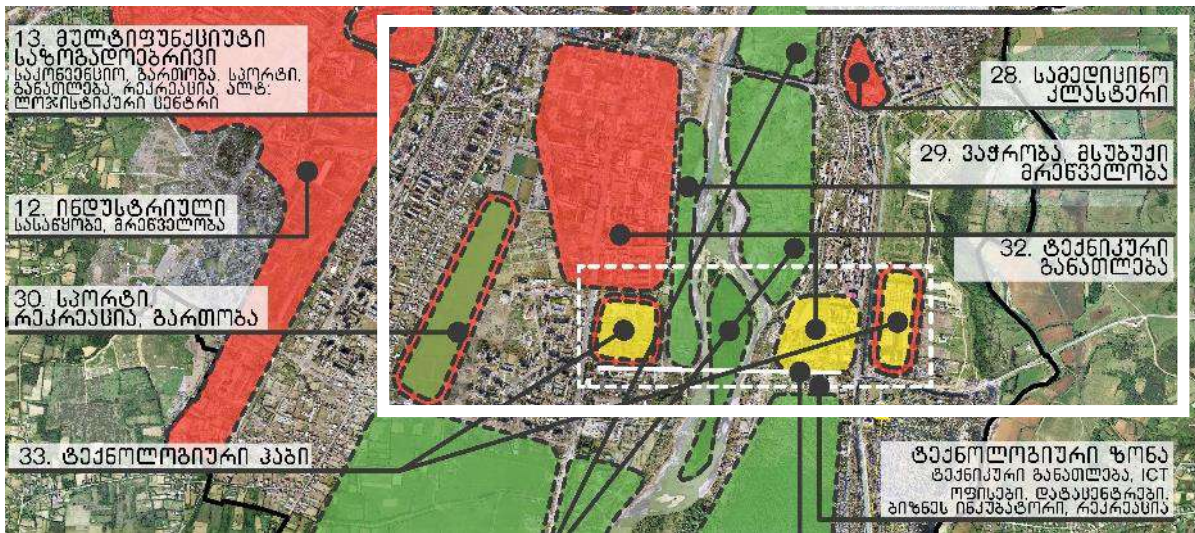 13. მულტიფუნქციური
საზოგადოებრივი
საკონვენციო, გართობა, სპორტი,
განათლება, რეკრეაცია, ალტ:
ლოჯისტიკური ცენტრი
12. ინდუსტრიული
სასაწყობე, მრეწველობა
30. სპორტი,
რეკრეაცია, გართობა
33. ტექნოლოგიური ჰაბი
28. სამედიცინო
კლასტერი
29. ვაჭრობა, მსუბუქი
მრეწველობა
32. ტექნიკური
განათლება
ტექნოლოგიური ზონა
ტექნიკური განათლება, ICT
ოფისები, დატაცენტრები,
ბიზნეს ინკუბატორი, რეკრეაცია